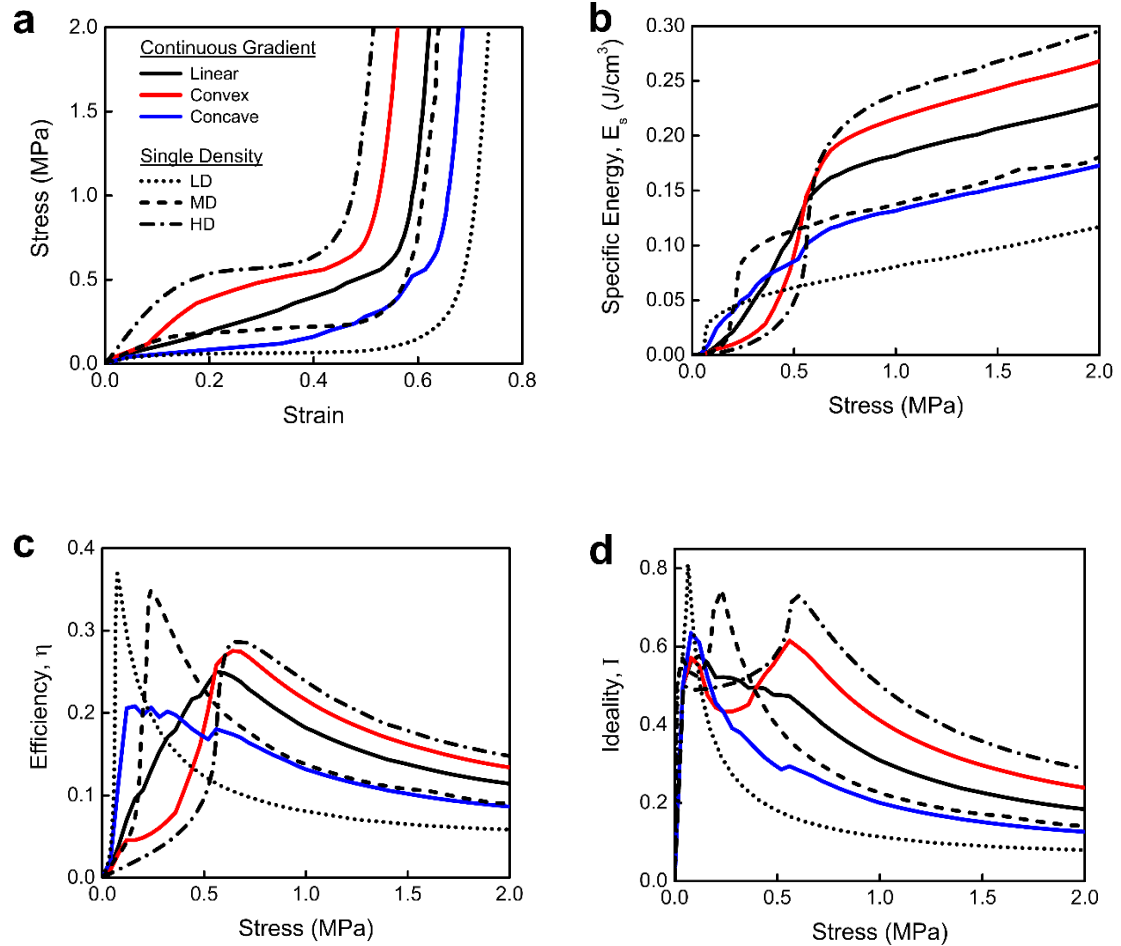 a
2.0
1.5
1.0
0.5
0.0
Stress (MPa)
Continuous Gradient
Linear
Convex
Concave
Single Density
LD
MD
HD
0.0 0.2 0.4 0.6 0.8
Strain
b
0.30
0.25
0.20
0.15
0.10
0.05
0.00
Specific Energy, Eₛ (J/cm³)
0.0 0.5 1.0 1.5 2.0
Stress (MPa)
c
0.4
0.3
0.2
0.1
0.0
Efficiency, η
0.0 0.5 1.0 1.5 2.0
Stress (MPa)
d
0.8
0.6
0.4
0.2
0.0
Ideality, I
0.0 0.5 1.0 1.5 2.0
Stress (MPa)